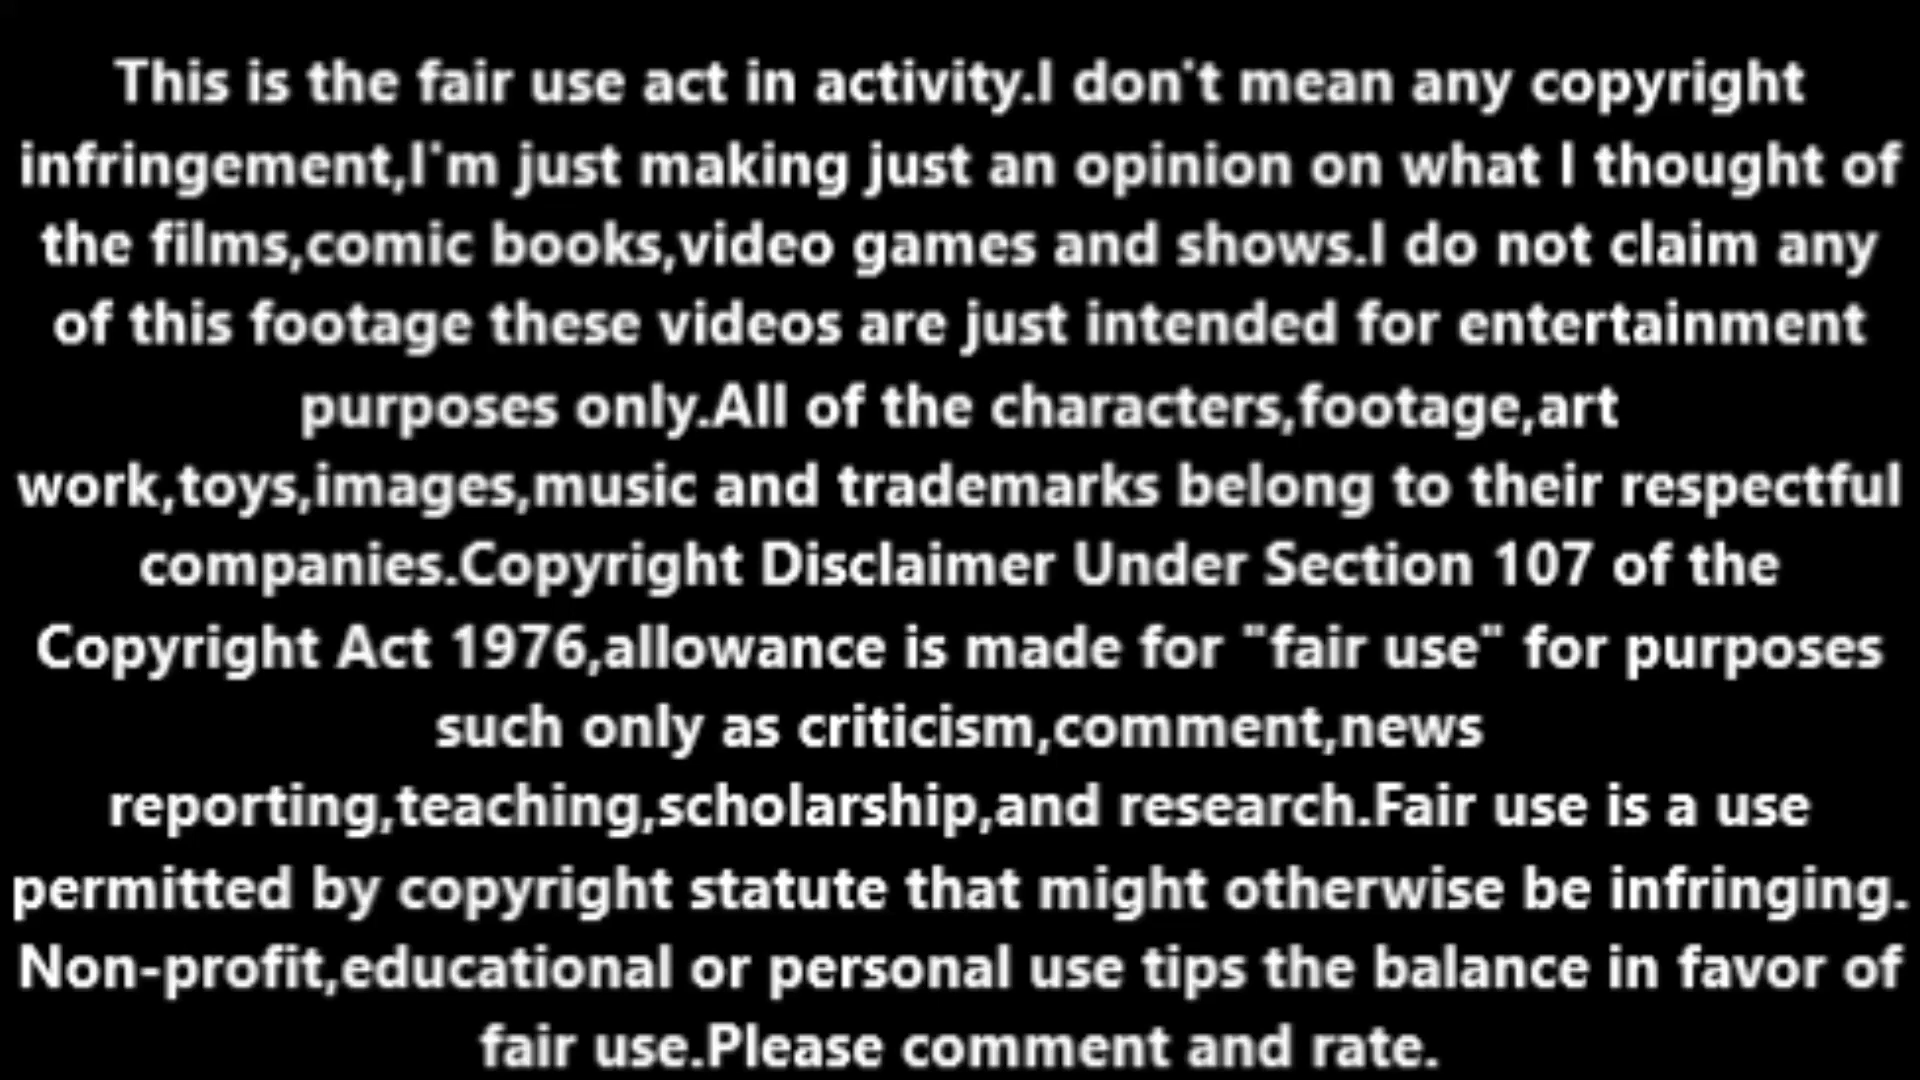 This is the fair use act in activity.I don't mean any copyright
infringement,I'm just making just an opinion on what I thought of
the films,comic books,video games and shows.I do not claim any
of this footage these videos are just intended for entertainment
purposes only.All of the characters,footage,art
work,toys,images,music and trademarks belong to their respectful
companies.Copyright Disclaimer Under Section 107 of the
Copyright Act 1976,allowance is made for "fair use" for purposes
such only as criticism,comment,news
reporting,teaching,scholarship,and research.Fair use is a use
permitted by copyright statute that might otherwise be infringing.
Non-profit,educational or personal use tips the balance in favor of
fair use.Please comment and rate.